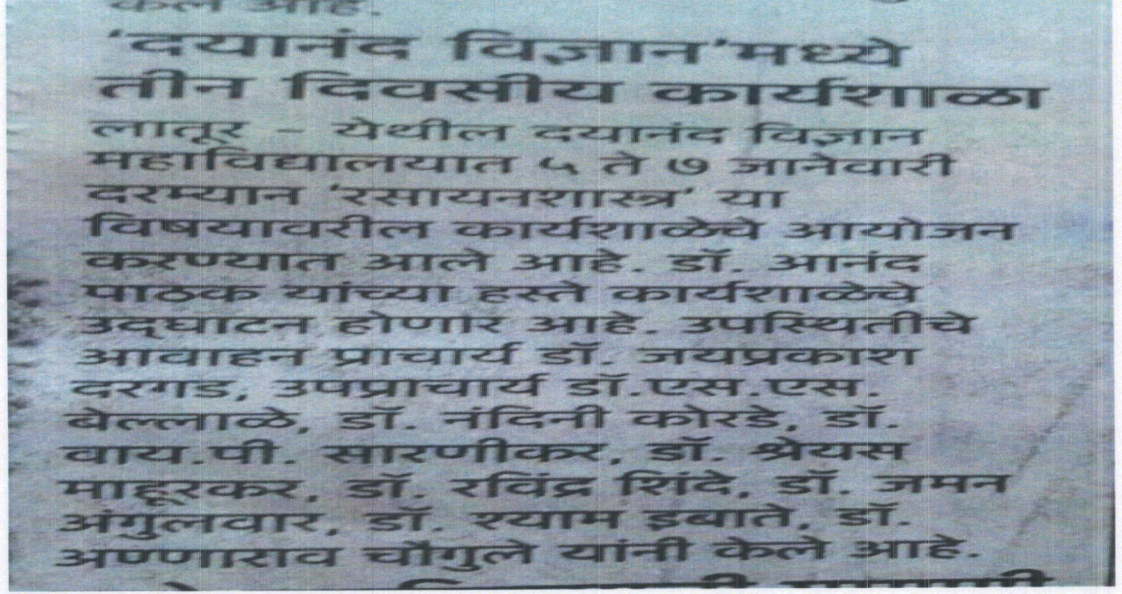 केले आहे.
'दयानंद विज्ञान'मध्ये
तीन दिवसीय कार्यशाळा
लातूर - येथील दयानंद विज्ञान
महाविद्यालयात ५ ते ७ जानेवारी
दरम्यान 'रसायनशास्त्र' या
विषयावरील कार्यशाळेचे आयोजन
करण्यात आले आहे. डॉ. आनंद
पाठक यांच्या हस्ते कार्यशाळेचे
उद्घाटन होणार आहे. उपस्थितीचे
आवाहन प्राचार्य डॉ. जयप्रकाश
दरगड, उपप्राचार्य डॉ.एस.एस.
बेल्लाळे, डॉ. नंदिनी कोरडे, डॉ.
वाय.पी. सारणीकर, डॉ. श्रेयस
माहूरकर, डॉ. रविंद्र शिंदे, डॉ. जमन
अंगुलवार, डॉ. श्याम इबाते, डॉ.
अण्णाराव चौगुले यांनी केले आहे.